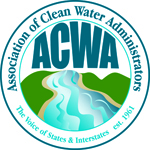 Association of Clean Water Administrators
ACWA
The Voice of States & Interstates est. 1961